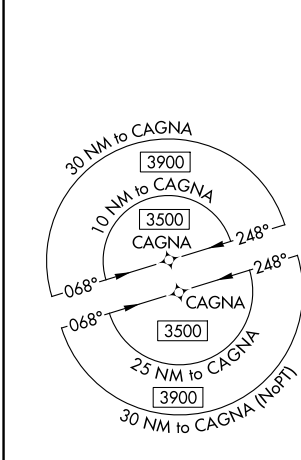 30 NM to CAGNA
3900
10 NM to CAGNA
3500
CAGNA
248°
068°
248°
068°
CAGNA
3500
25 NM to CAGNA
3900
30 NM to CAGNA (NoPT)